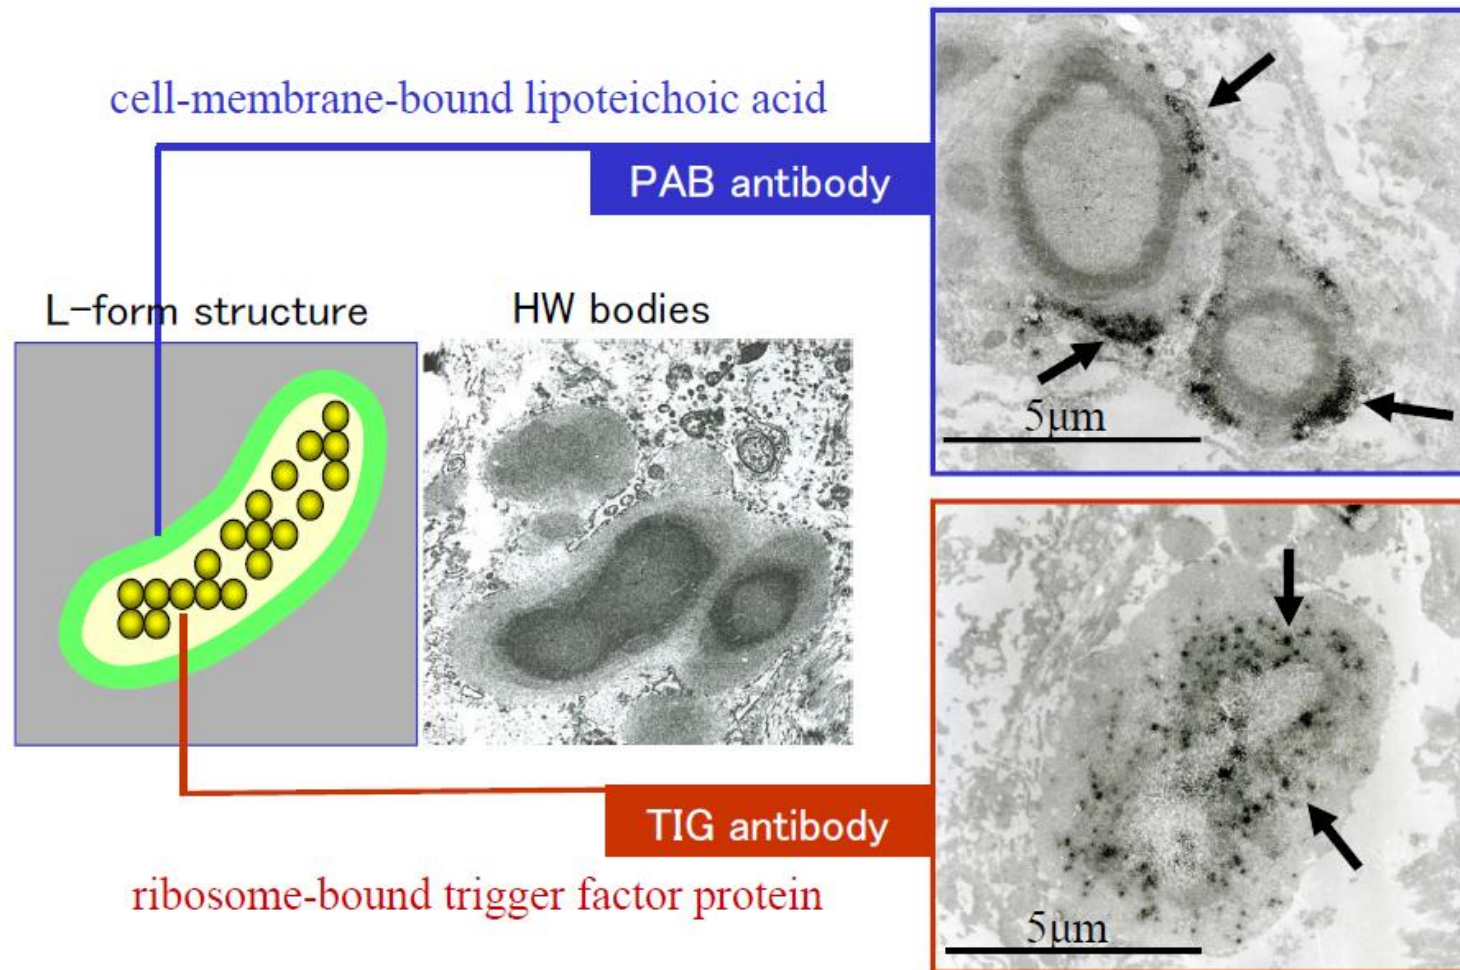 cell-membrane-bound lipoteichoic acid
PAB antibody
L-form structure
HW bodies
5μm
TIG antibody
ribosome-bound trigger factor protein
5μm